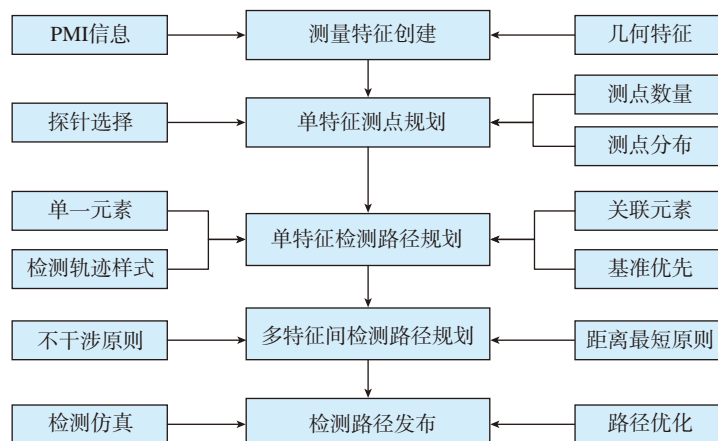 PMI信息
测量特征创建
几何特征
探针选择
单特征测点规划
测点数量
测点分布
单一元素
检测轨迹样式
单特征检测路径规划
关联元素
基准优先
不干涉原则
多特征间检测路径规划
距离最短原则
检测仿真
检测路径发布
路径优化